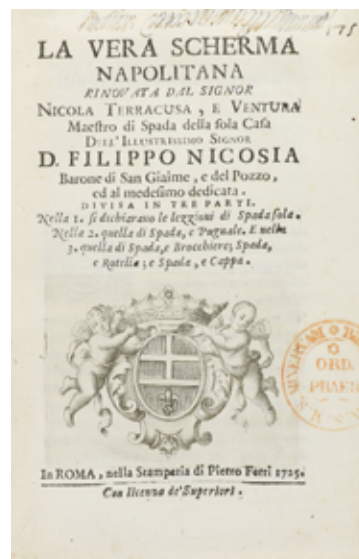 LA VERA SCHERMA
NAPOLITANA
RINOVATA DAL SIGNOR
NICOLA TERRACUSA, E VENTURA
Maestro di Spada della sola Casa
DELL'ILLUSTRISSIMO SIGNOR
D. FILIPPO NICOSIA
Barone di San Giaime, e del Pozzo,
ed al medesimo dedicata.
DIVISA IN TRE PARTI.
Nella 1. si dichiarano le lezzioni di Spada sola.
Nella 2. quella di Spada, e Pugnale. E nella
3. quella di Spada, e Brocchiere; Spada,
e Rotella; e Spada, e Cappa.
ORD.
PRAED
In ROMA, nella Stamparia di Pietro Ferri 1725.
Con licenza de' Superiori.